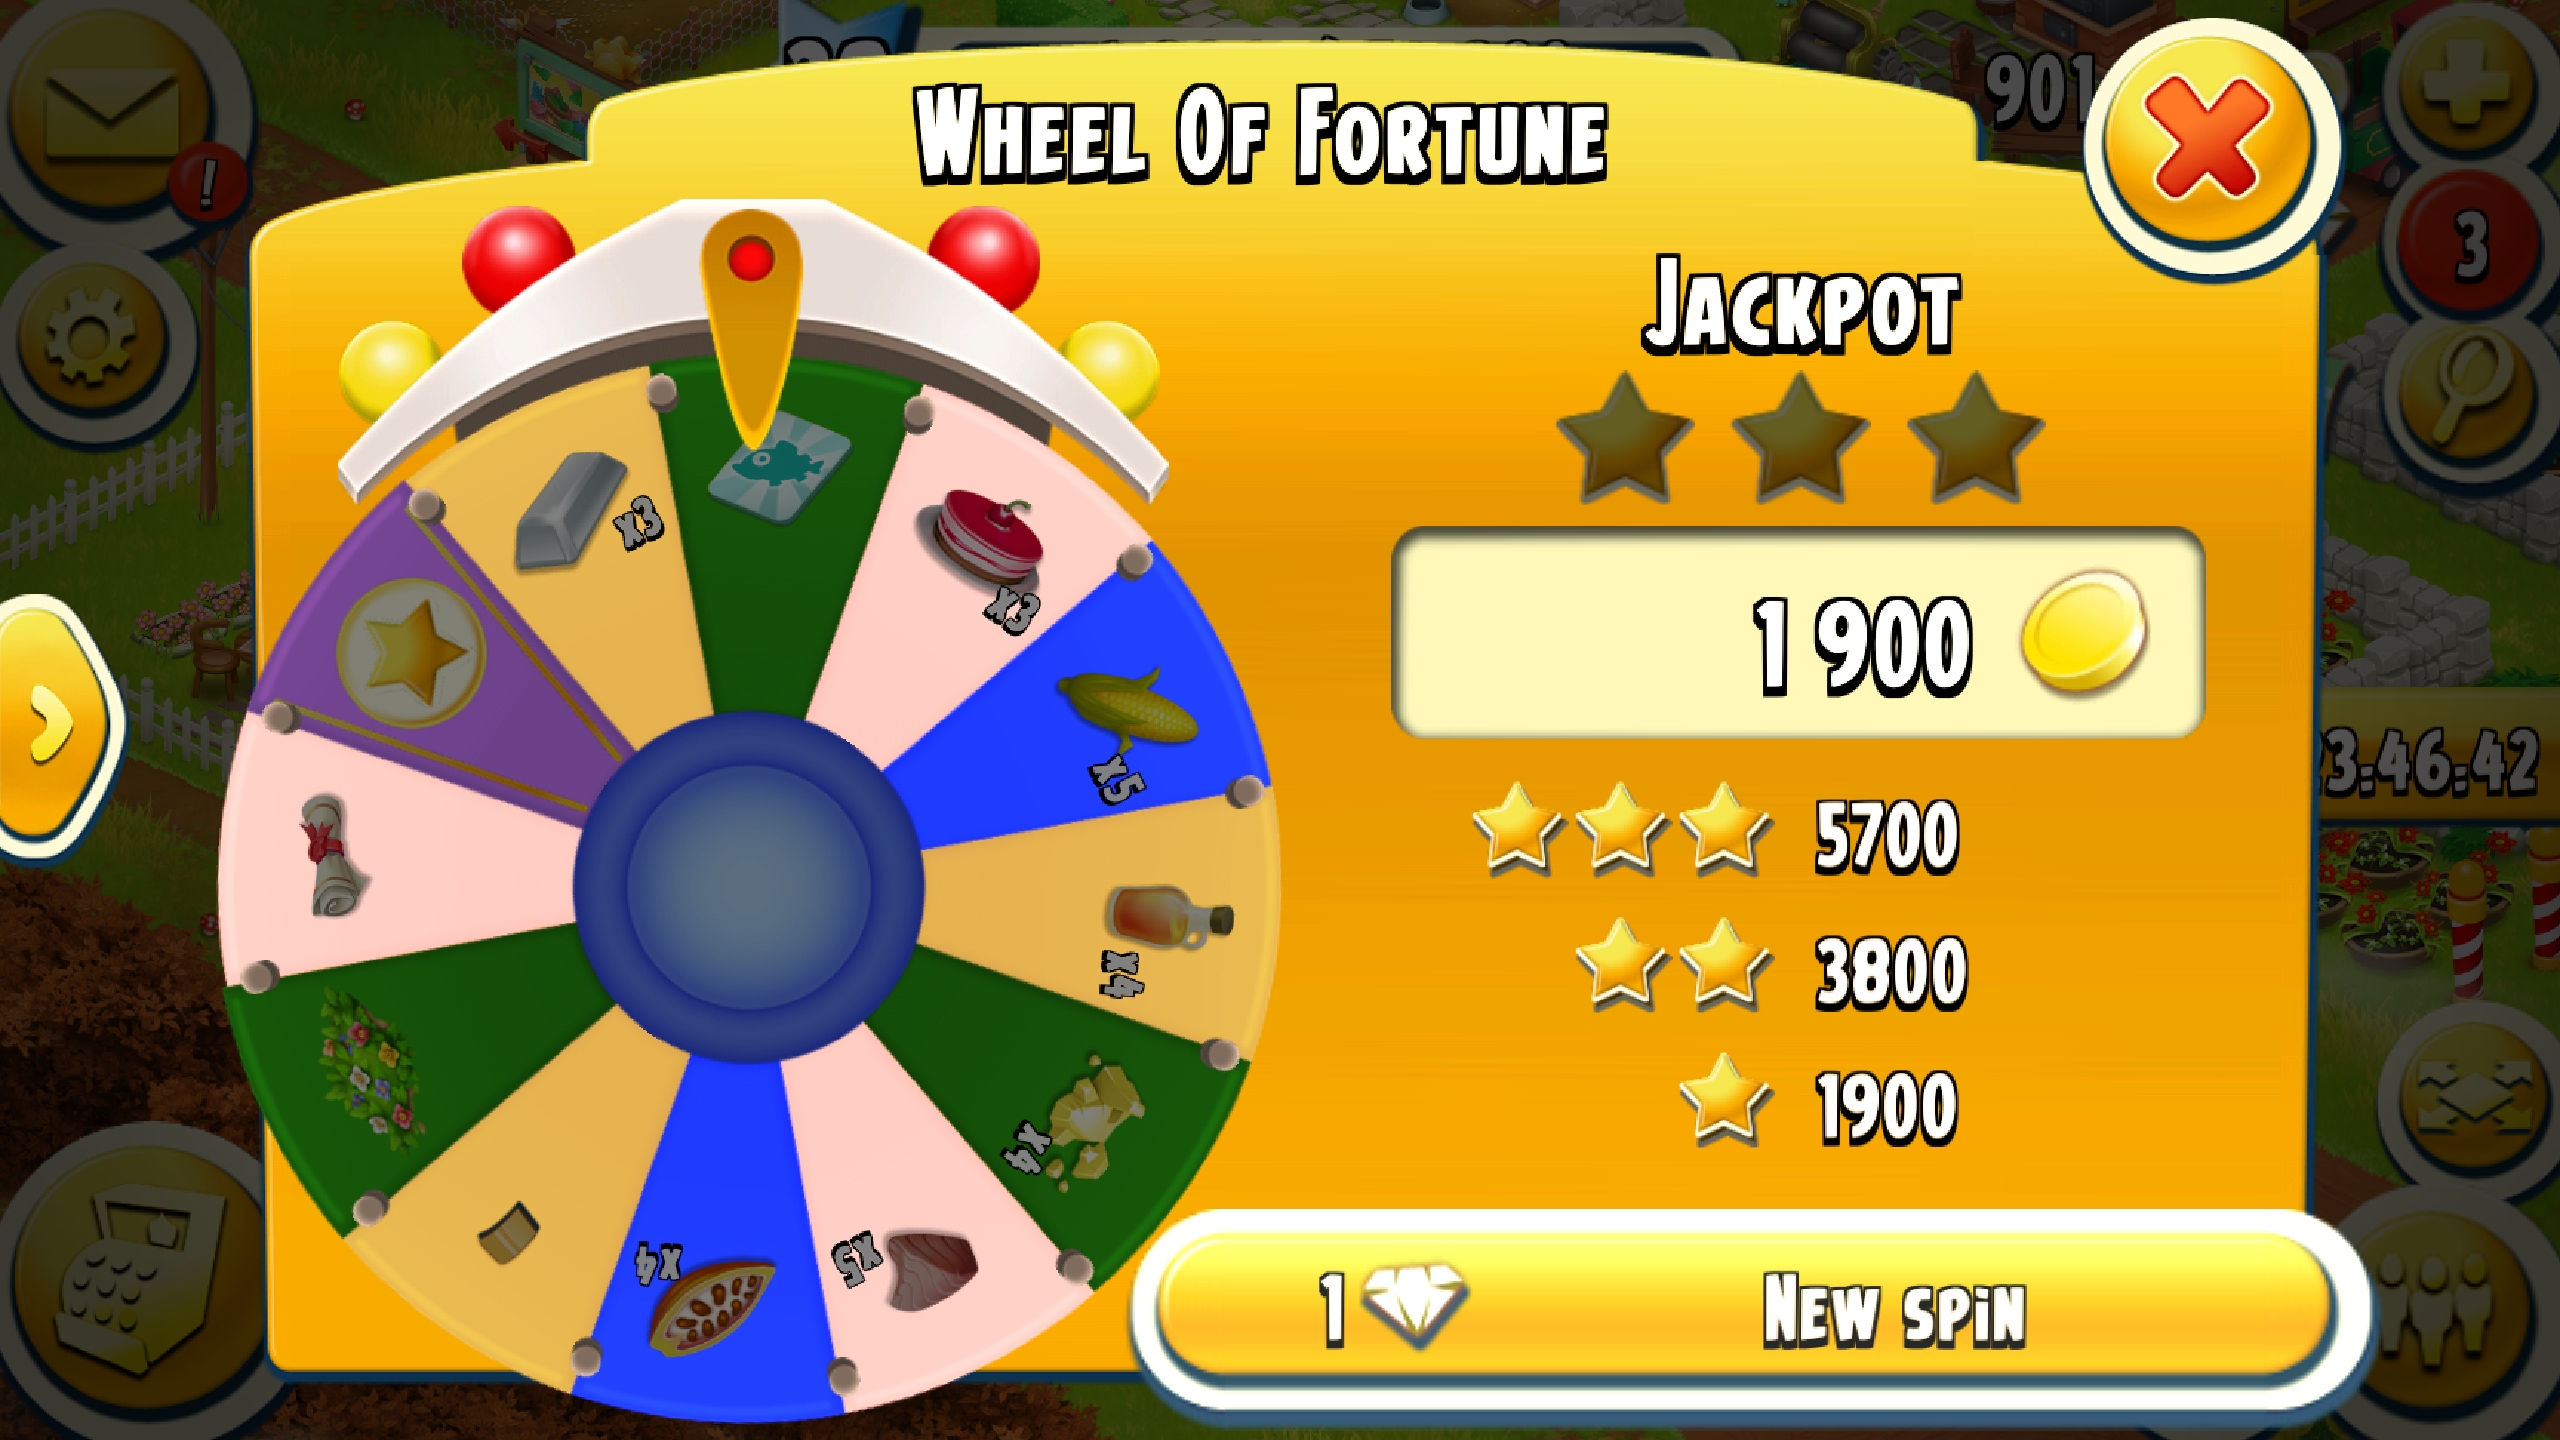 WHEEL OF FORTUNE
901
!
JACKPOT
3
x3
x3
1 900
x5
3:46:42
5700
x4
3800
x4
1900
x5
x4
1
NEW SPIN